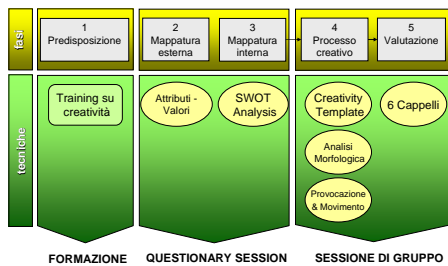 fasi
1
Predisposizione
2
Mappatura
esterna
3
Mappatura
interna
4
Processo
creativo
5
Valutazione
tecniche
Training su
creatività
Attributi -
Valori
SWOT
Analysis
Creativity
Template
6 Cappelli
Analisi
Morfologica
Provocazione
& Movimento
FORMAZIONE
QUESTIONARY SESSION
SESSIONE DI GRUPPO